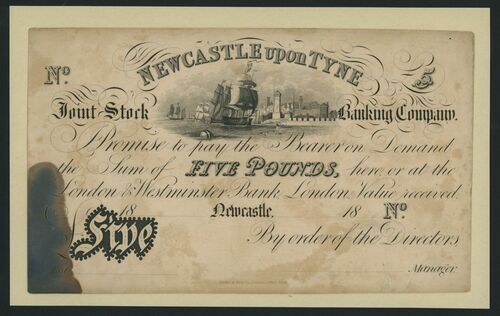 NEWCASTLE upon TYNE
No. 5
Joint Stock Banking Company.
Promise to pay the Bearer on Demand
the Sum of FIVE POUNDS, here or at the
London & Westminster Bank London, Value received.
18 Newcastle, 18 No.
Five By order of the Directors,
Manager.